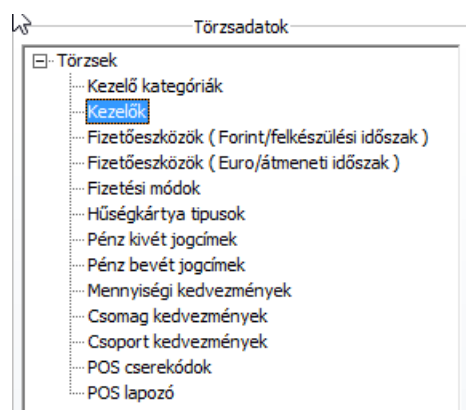 Törzsadatok
Törzsek
Kezelő kategóriák
Kezelők
Fizetőeszközök ( Forint/felkészülési időszak )
Fizetőeszközök ( Euro/átmeneti időszak )
Fizetési módok
Hűségkártya tipusok
Pénz kivét jogcímek
Pénz bevét jogcímek
Mennyiségi kedvezmények
Csomag kedvezmények
Csoport kedvezmények
POS cserekódok
POS lapozó